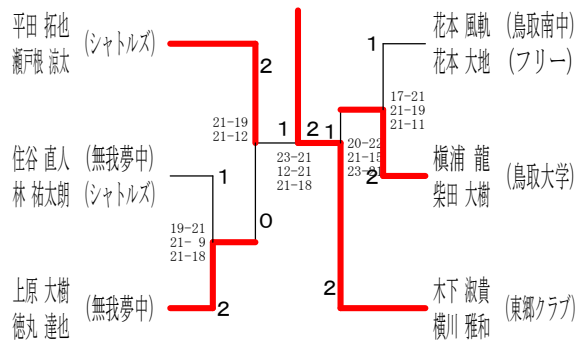 平田 拓也
瀬戸根 涼太
(シャトルズ)
2
21-19
21-12
住谷 直人 (無我夢中)
林 祐太朗 (シャトルズ)
1
0
19-21
21- 9
21-18
上原 大樹
徳丸 達也
(無我夢中)
2
1
2
23-21
12-21
21-18
花本 風軌 (鳥取南中)
花本 大地 (フリー)
1
17-21
21-19
21-11
1
20-22
21-15
23-21
槇浦 龍
柴田 大樹
(鳥取大学)
2
木下 淑貴
横川 雅和
(東郷クラブ)
2